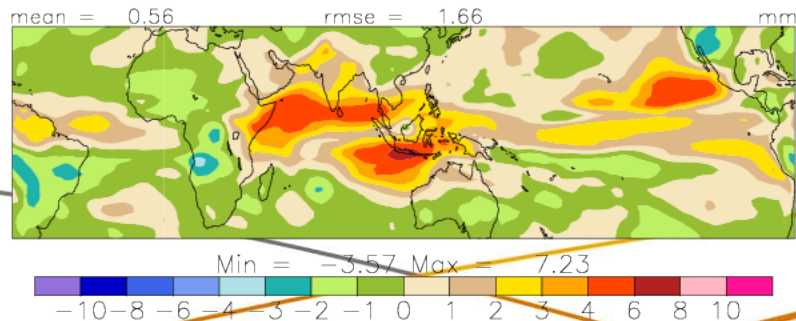 mean = 0.56 rmse = 1.66 mm
Min = -3.57 Max = 7.23
-10 -8 -6 -4 -3 -2 -1 0 1 2 3 4 6 8 10